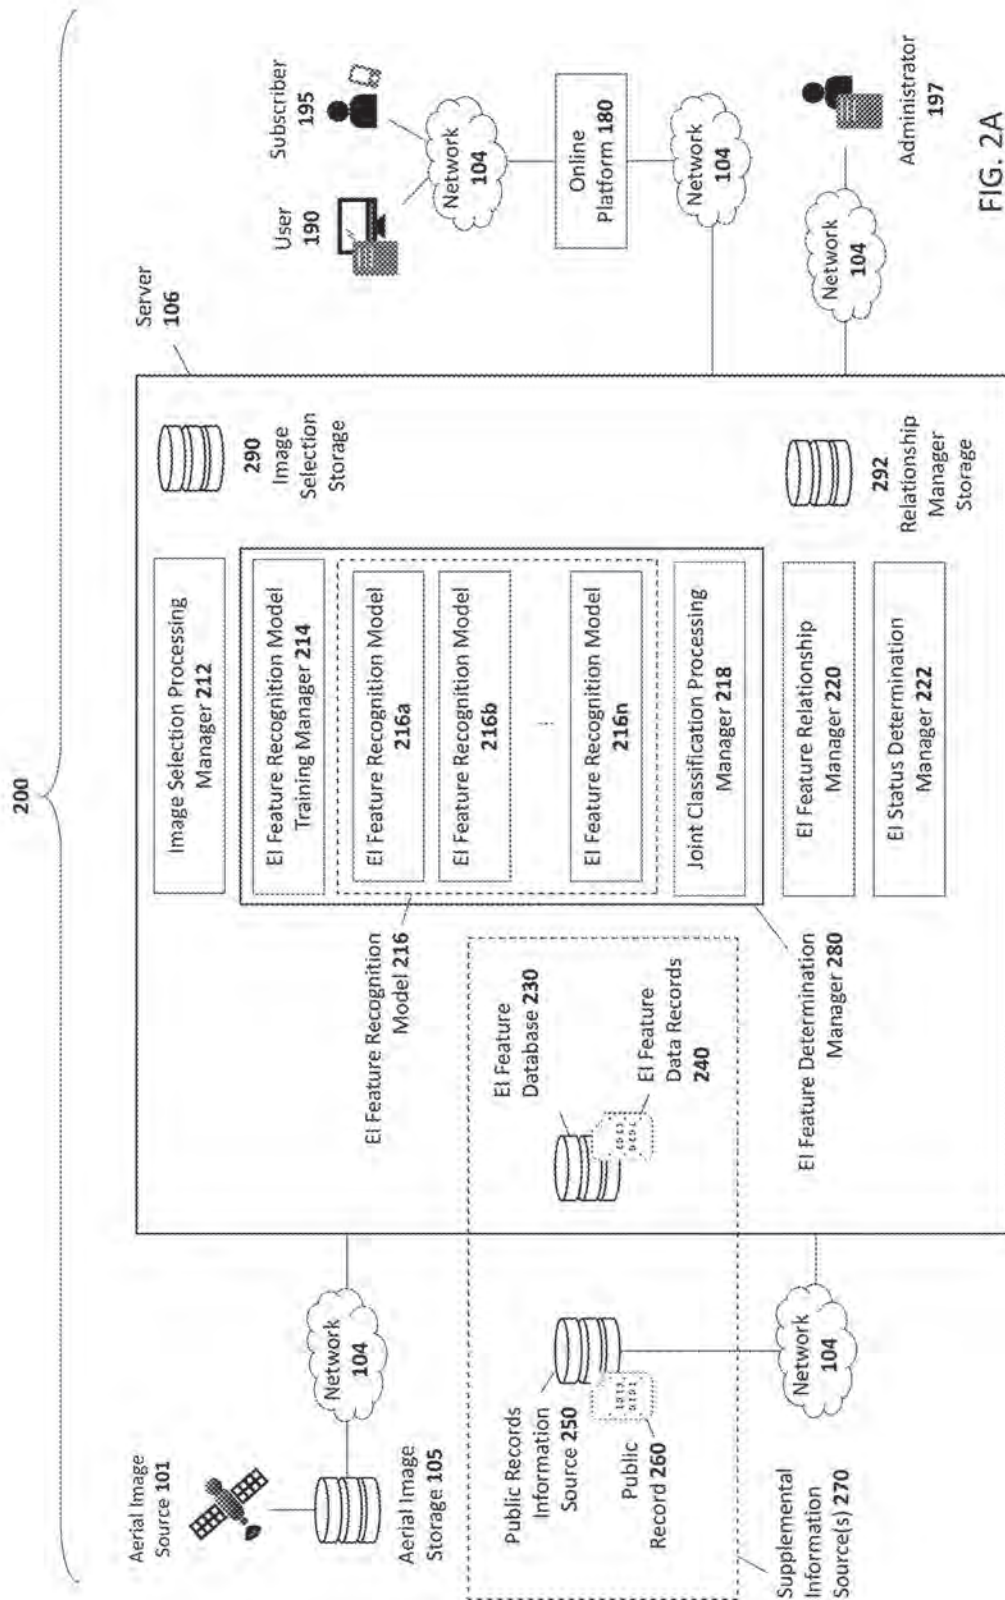 200
Aerial Image
Source 101
Aerial Image
Storage 105
Network
104
Public Records
Information
Source 250
Public
Record 260
1013
0101
Supplemental
Information
Source(s) 270
Network
104
Server
106
EI Feature Recognition
Model 216
EI Feature
Database 230
EI Feature
Data Records
240
EI Feature Determination
Manager 280
Image Selection Processing
Manager 212
EI Feature Recognition Model
Training Manager 214
EI Feature Recognition Model
216a
EI Feature Recognition Model
216b
...
EI Feature Recognition Model
216n
Joint Classification Processing
Manager 218
EI Feature Relationship
Manager 220
EI Status Determination
Manager 222
290
Image
Selection
Storage
292
Relationship
Manager
Storage
User
190
Subscriber
195
Network
104
Online
Platform 180
Network
104
Network
104
Administrator
197
FIG. 2A